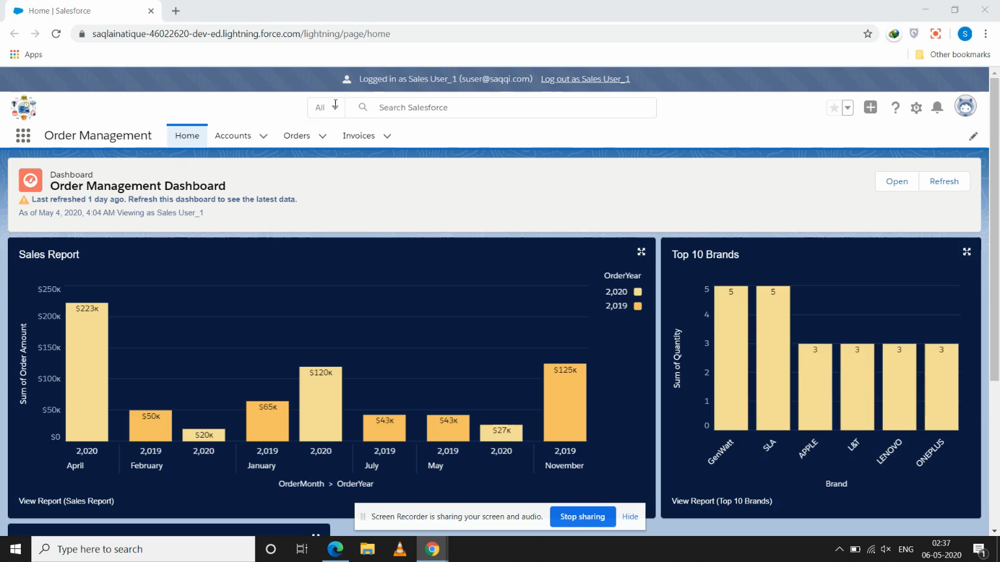 Home | Salesforce
saqlainatique-46022620-dev-ed.lightning.force.com/lightning/page/home
S
Apps
Other bookmarks
Logged in as Sales User_1 (suser@saqqi.com) Log out as Sales User_1
All
Search Salesforce
Order Management
Home
Accounts
Orders
Invoices
Dashboard
Order Management Dashboard
Last refreshed 1 day ago. Refresh this dashboard to see the latest data.
As of May 4, 2020, 4:04 AM·Viewing as Sales User_1
Open
Refresh
Sales Report
OrderYear
2,020
2,019
Sum of Order Amount
$250K
$200K
$150K
$100K
$50K
$0
$223K
$50K
$20K
$65K
$120K
$43K
$43K
$27K
$125K
2,020 2,019 2,020 2,019 2,020 2,019 2,019 2,020 2,019
April February January July May November
OrderMonth > OrderYear
View Report (Sales Report)
Top 10 Brands
Sum of Quantity
5
4
3
2
1
0
5 5 3 3 3 3
GenWatt SLA APPLE L&T LENOVO ONEPLUS
Brand
View Report (Top 10 Brands)
Screen Recorder is sharing your screen and audio.
Stop sharing
Hide
Type here to search
ENG
02:37
06-05-2020
1